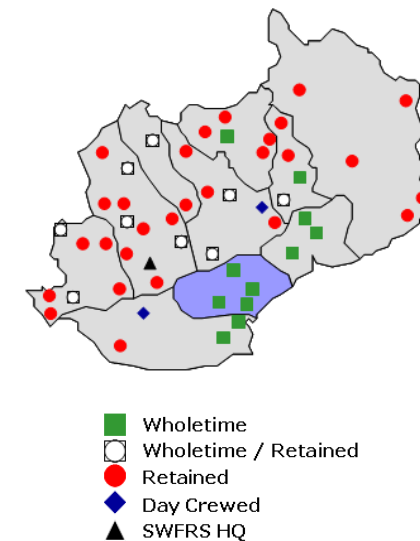 Wholetime
Wholetime / Retained
Retained
Day Crewed
SWFRS HQ